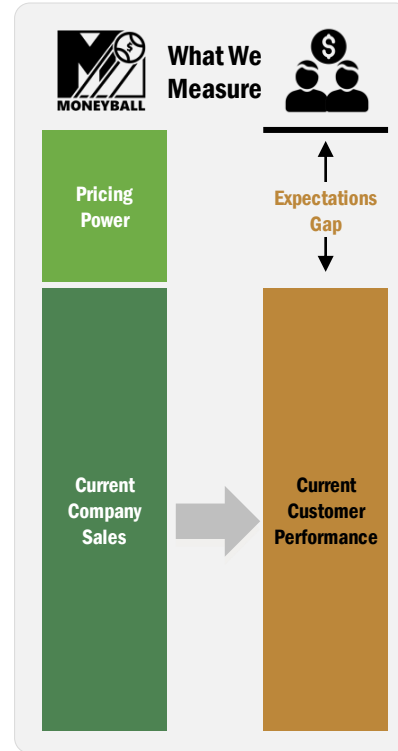 What We
Measure
$
$
MONEYBALL
Pricing
Power
Expectations
Gap
Current
Company
Sales
Current
Customer
Performance